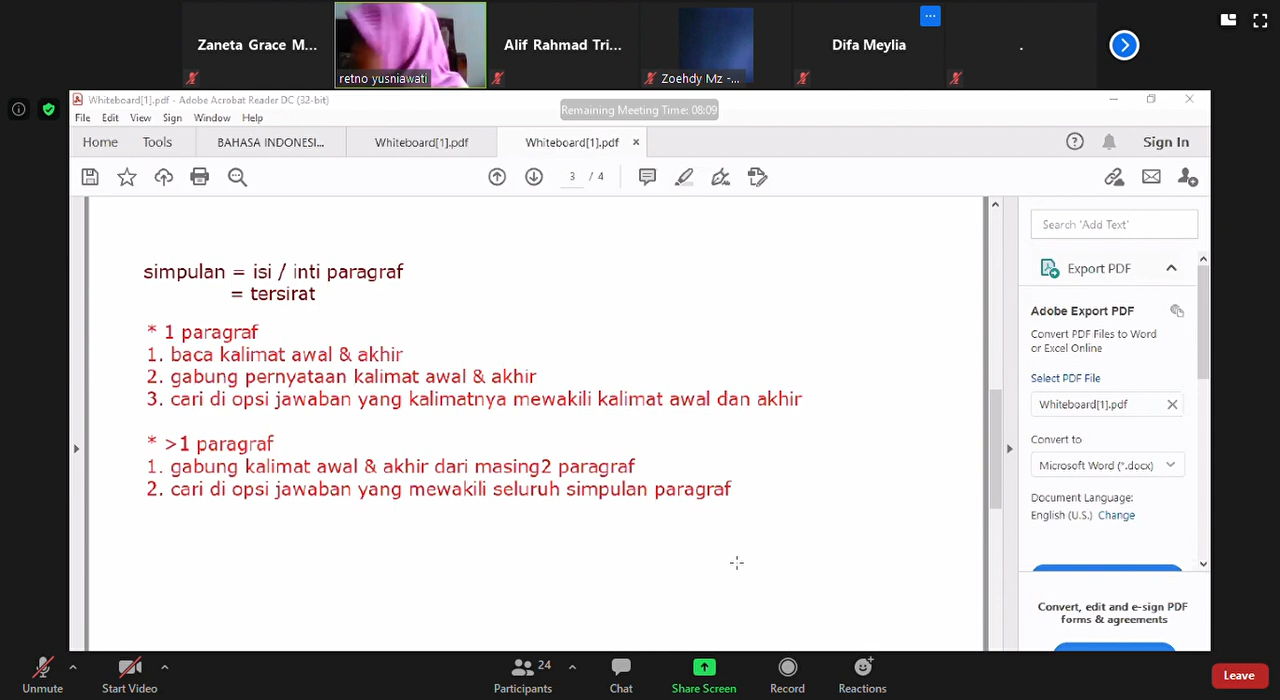 Zaneta Grace M...
retno yusniawati
Alif Rahmad Tri...
Zoehdy Mz -...
Difa Meylia
.
Whiteboard[1].pdf - Adobe Acrobat Reader DC (32-bit)
Remaining Meeting Time: 08:09
File Edit View Sign Window Help
Home Tools BAHASA INDONESI... Whiteboard[1].pdf Whiteboard[1].pdf × Sign In
3 / 4
simpulan = isi / inti paragraf
= tersirat
* 1 paragraf
1. baca kalimat awal & akhir
2. gabung pernyataan kalimat awal & akhir
3. cari di opsi jawaban yang kalimatnya mewakili kalimat awal dan akhir
* >1 paragraf
1. gabung kalimat awal & akhir dari masing2 paragraf
2. cari di opsi jawaban yang mewakili seluruh simpulan paragraf
Search 'Add Text'
Export PDF
Adobe Export PDF
Convert PDF Files to Word
or Excel Online
Select PDF File
Whiteboard[1].pdf
Convert to
Microsoft Word (*.docx)
Document Language:
English (U.S.) Change
Convert, edit and e-sign PDF
forms & agreements
Unmute
Start Video
24
Participants
Chat
Share Screen
Record
Reactions
Leave